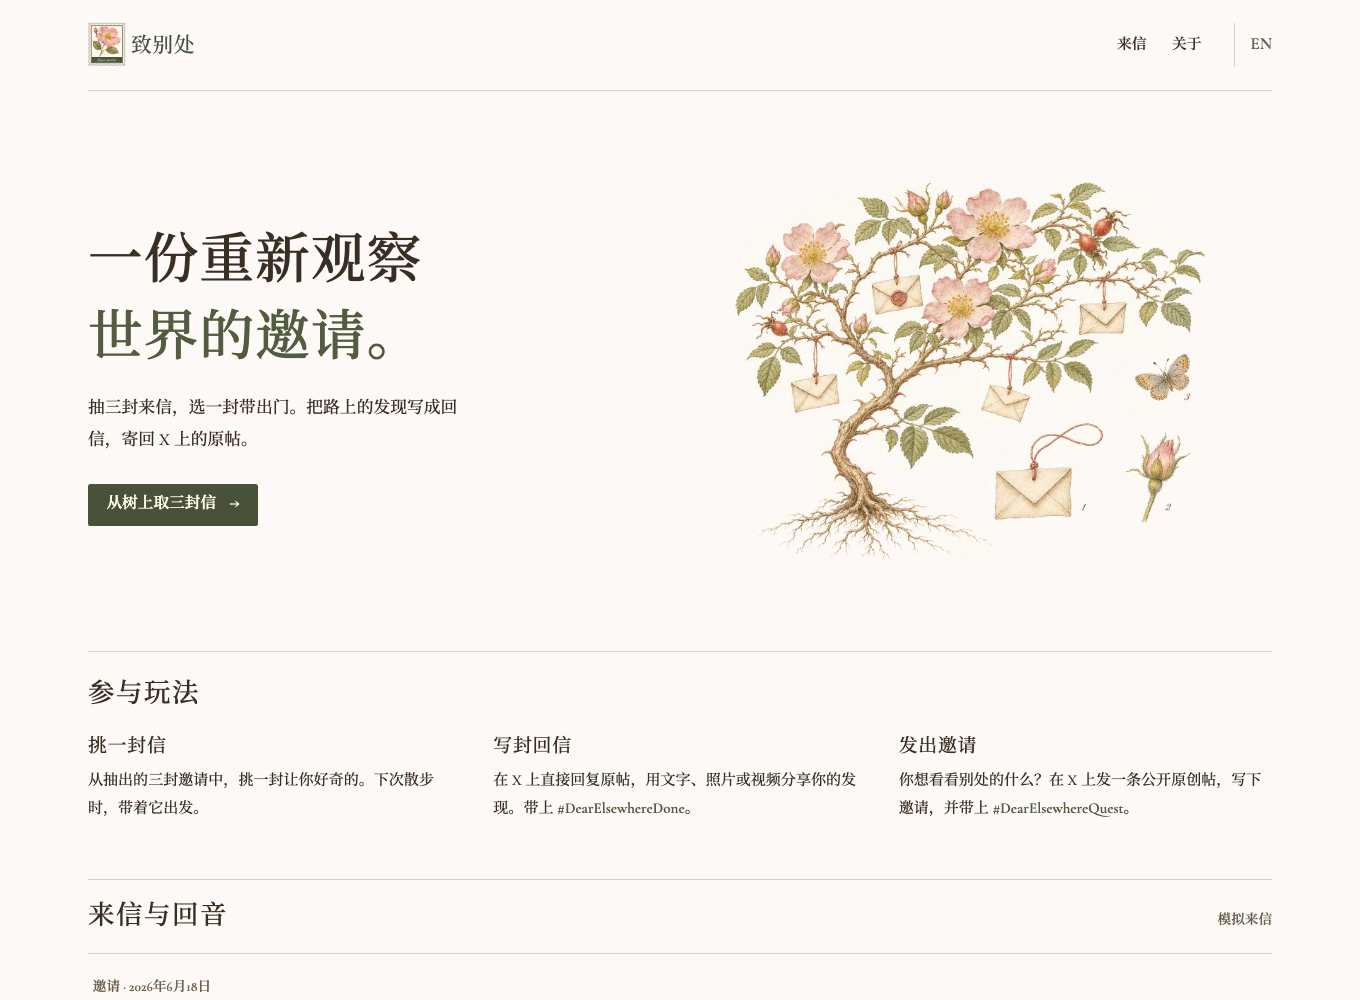 致别处
来信
关于
EN
一份重新观察
世界的邀请。
抽三封来信，选一封带出门。把路上的发现写成回
信，寄回 X 上的原帖。
从树上取三封信 →
1
2
3
参与玩法
挑一封信
从抽出的三封邀请中，挑一封让你好奇的。下次散步
时，带着它出发。
写封回信
在 X 上直接回复原帖，用文字、照片或视频分享你的发
现。带上 #DearElsewhereDone。
发出邀请
你想看看别处的什么？在 X 上发一条公开原创帖，写下
邀请，并带上 #DearElsewhereQuest。
来信与回音
模拟来信
邀请 · 2026年6月18日